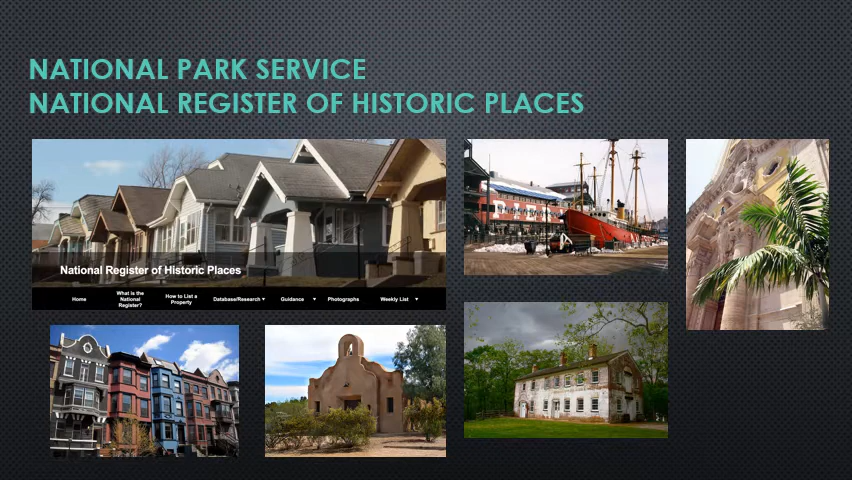 NATIONAL PARK SERVICE
NATIONAL REGISTER OF HISTORIC PLACES
National Register of Historic Places
Home
What is the
National
Register?
How to List a
Property
Database/Research
Guidance
Photographs
Weekly List